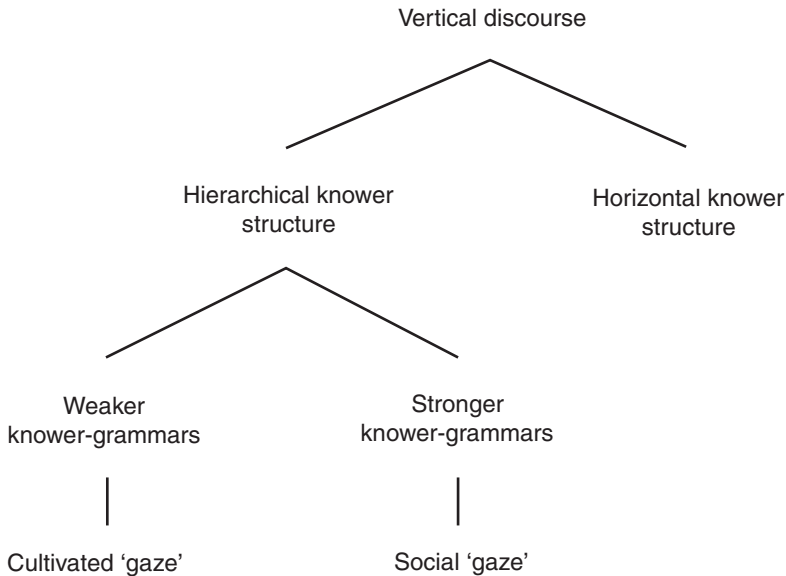 Vertical discourse
Hierarchical knower
structure
Horizontal knower
structure
Weaker
knower-grammars
Stronger
knower-grammars
Cultivated ‘gaze’
Social ‘gaze’